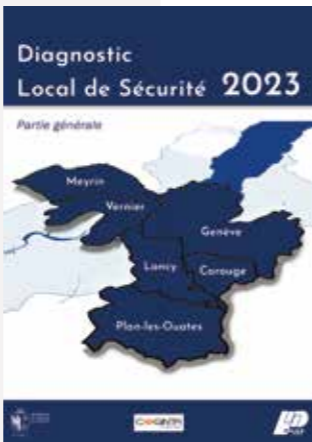 Diagnostic
Local de Sécurité 2023
Partie générale
Meyrin
Vernier
Genève
Lancy
Carouge
Plan-les-Ouates